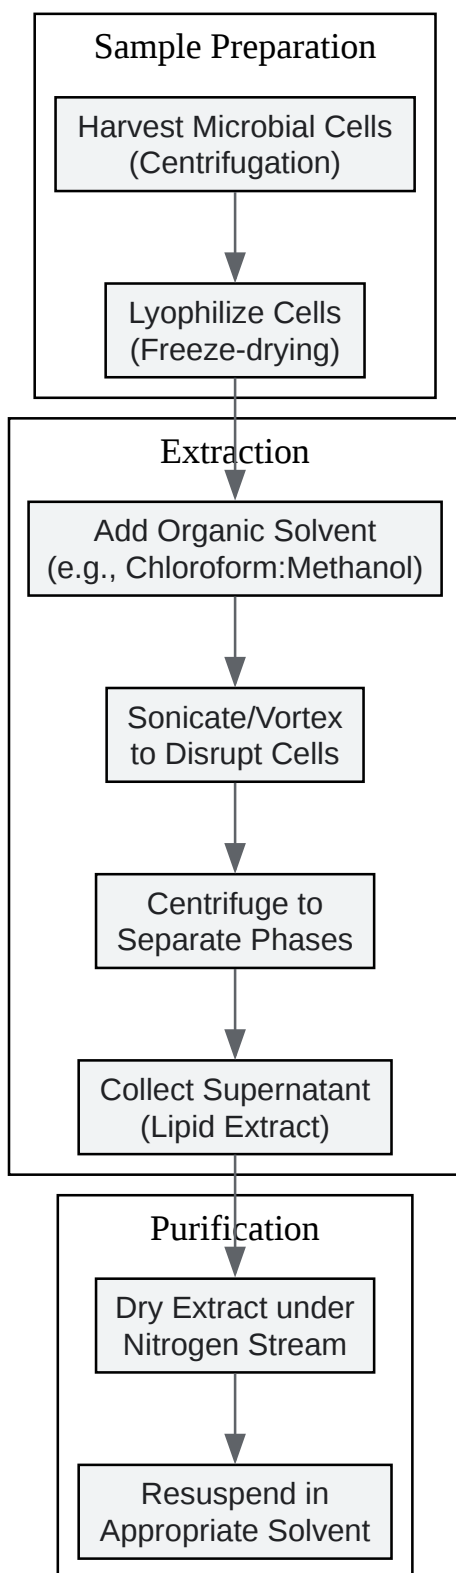 Sample Preparation
Harvest Microbial Cells
(Centrifugation)
Lyophilize Cells
(Freeze-drying)
Extraction
Add Organic Solvent
(e.g., Chloroform:Methanol)
Sonicate/Vortex
to Disrupt Cells
Centrifuge to
Separate Phases
Collect Supernatant
(Lipid Extract)
Purification
Dry Extract under
Nitrogen Stream
Resuspend in
Appropriate Solvent